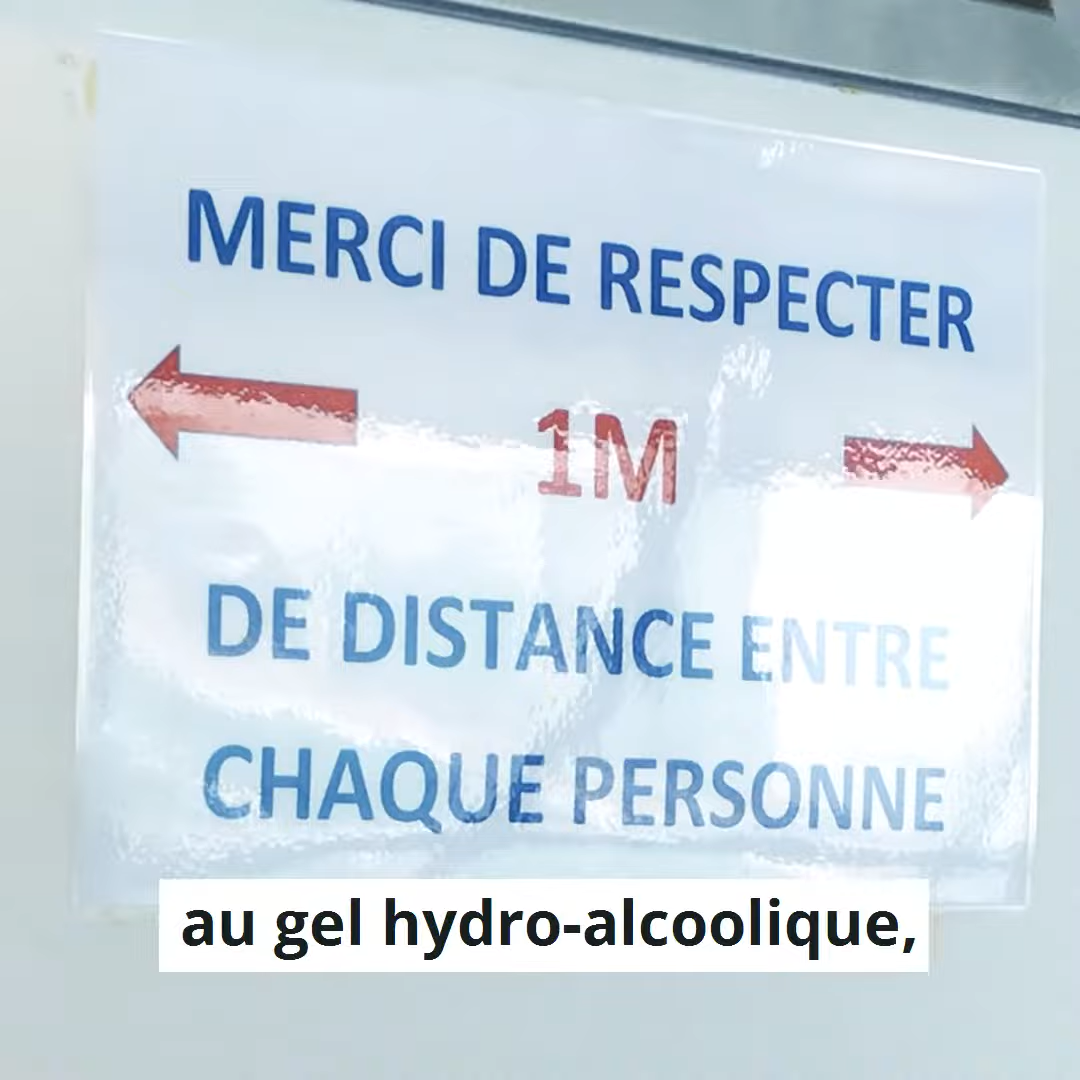 MERCI DE RESPECTER
1M
DE DISTANCE ENTRE
CHAQUE PERSONNE
au gel hydro-alcoolique,